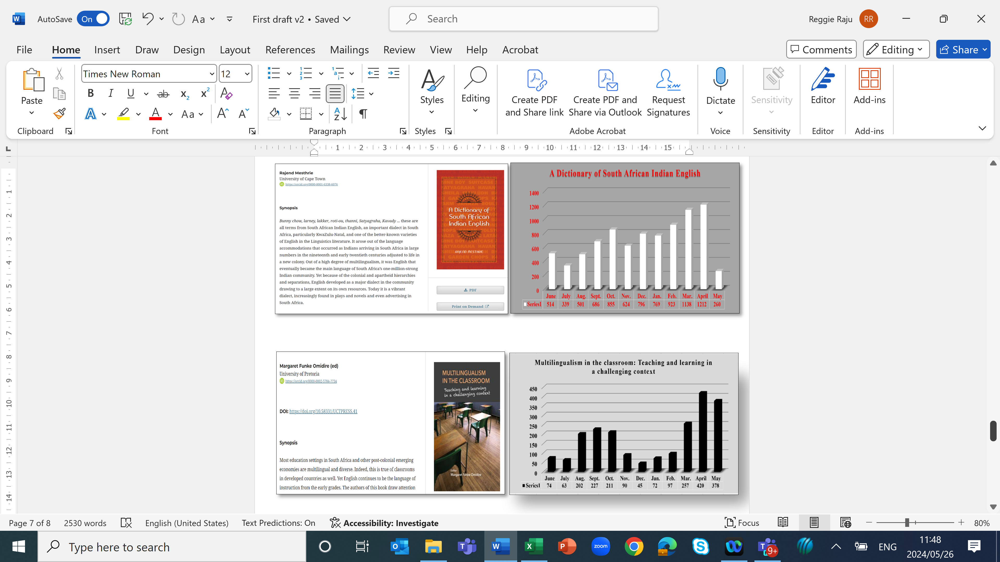 AutoSave On Aa First draft v2 • Saved Search Reggie Raju RR
File Home Insert Draw Design Layout References Mailings Review View Help Acrobat Comments Editing Share
Times New Roman 12
Paste
B I U ab x2 x2 A
A A Aa A A
Styles
Editing
Create PDF
and Share link
Create PDF and
Share via Outlook
Request
Signatures
Dictate
Sensitivity
Editor
Add-ins
Clipboard Font Paragraph Styles Adobe Acrobat Voice Sensitivity Editor Add-ins
1 2 3 4 5 6 7 8 9 10 11 12 13 14 15
1
2
3
4
5
6
7
8
9
10
11
12
13
14
Rajend Mesthrie
University of Cape Town
https://orcid.org/0000-0001-6338-6076
Synopsis
Bunny chow, larney, lakker, roti-ou, thanni, Satyagraha, Kavady ... these are
all terms from South African Indian English, an important dialect in South
Africa, particularly KwaZulu-Natal, and one of the better-known varieties
of English in the Linguistics literature. It arose out of the language
accommodations that occurred as Indians arriving in South Africa in large
numbers in the nineteenth and early twentieth centuries adjusted to life in
a new colony. Out of a high degree of multilingualism, it was English that
eventually became the main language of South Africa's one-million-strong
Indian community. Yet because of the colonial and apartheid hierarchies
and separations, English developed as a major dialect in the community
drawing to a large extent on its own resources. Today it is a vibrant
dialect, increasingly found in plays and novels and even advertising in
South Africa.
A Dictionary of
South African
Indian English
RAJEND MESTHRIE
PDF
Print on Demand
A Dictionary of South African Indian English
1400
1200
1000
800
600
400
200
0
June July Aug. Sept. Oct. Nov. Dec. Jan. Feb. Mar. April May
Series1 514 339 501 686 855 624 796 769 923 1138 1212 260
Margaret Funke Omidire (ed)
University of Pretoria
https://orcid.org/0000-0002-5784-7734
DOI: https://doi.org/10.58331/UCTPRESS.41
Synopsis
Most education settings in South Africa and other post-colonial emerging
economies are multilingual and diverse. Indeed, this is true of classrooms
in developed countries as well. Yet English continues to be the language of
instruction from the early grades. The authors of this book draw attention
MULTILINGUALISM
IN THE CLASSROOM
Teaching and learning
in a challenging context
Editor
Margaret Funke Omidire
Multilingualism in the classroom: Teaching and learning in
a challenging context
450
400
350
300
250
200
150
100
50
0
June July Aug. Sept. Oct. Nov. Dec. Jan. Feb. Mar. April May
Series1 74 63 202 227 211 90 45 72 97 257 420 378
Page 7 of 8 2530 words English (United States) Text Predictions: On Accessibility: Investigate Focus 80%
Type here to search zoom 9+ ENG
11:48
2024/05/26